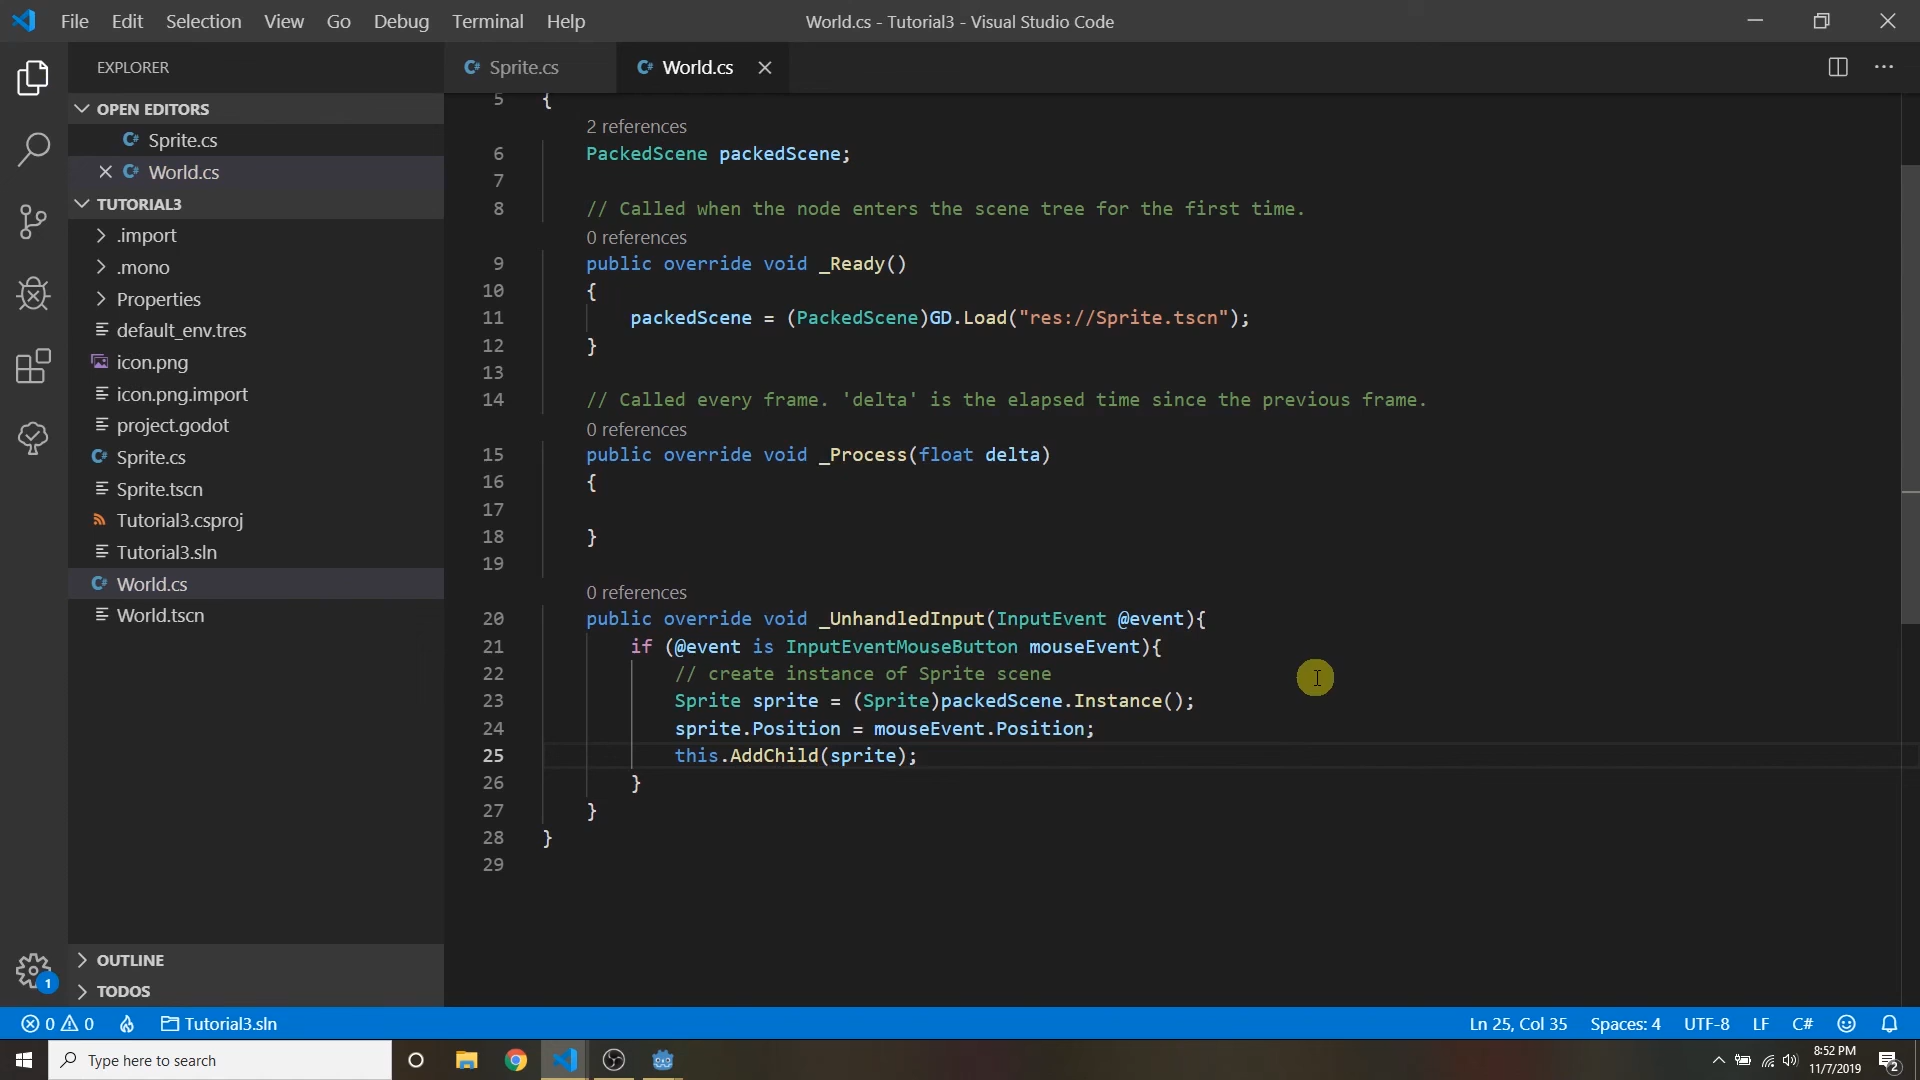 File Edit Selection View Go Debug Terminal Help
World.cs - Tutorial3 - Visual Studio Code
EXPLORER
OPEN EDITORS
Sprite.cs
World.cs
TUTORIAL3
.import
.mono
Properties
default_env.tres
icon.png
icon.png.import
project.godot
Sprite.cs
Sprite.tscn
Tutorial3.csproj
Tutorial3.sln
World.cs
World.tscn
OUTLINE
TODOS
1
Sprite.cs World.cs
5 {
2 references
6 PackedScene packedScene;
7
8 // Called when the node enters the scene tree for the first time.
0 references
9 public override void _Ready()
10 {
11 packedScene = (PackedScene)GD.Load("res://Sprite.tscn");
12 }
13
14 // Called every frame. 'delta' is the elapsed time since the previous frame.
0 references
15 public override void _Process(float delta)
16 {
17
18 }
19
0 references
20 public override void _UnhandledInput(InputEvent @event){
21 if (@event is InputEventMouseButton mouseEvent){
22 // create instance of Sprite scene
23 Sprite sprite = (Sprite)packedScene.Instance();
24 sprite.Position = mouseEvent.Position;
25 this.AddChild(sprite);
26 }
27 }
28 }
29
0 0 Tutorial3.sln Ln 25, Col 35 Spaces: 4 UTF-8 LF C#
Type here to search
8:52 PM
11/7/2019
2